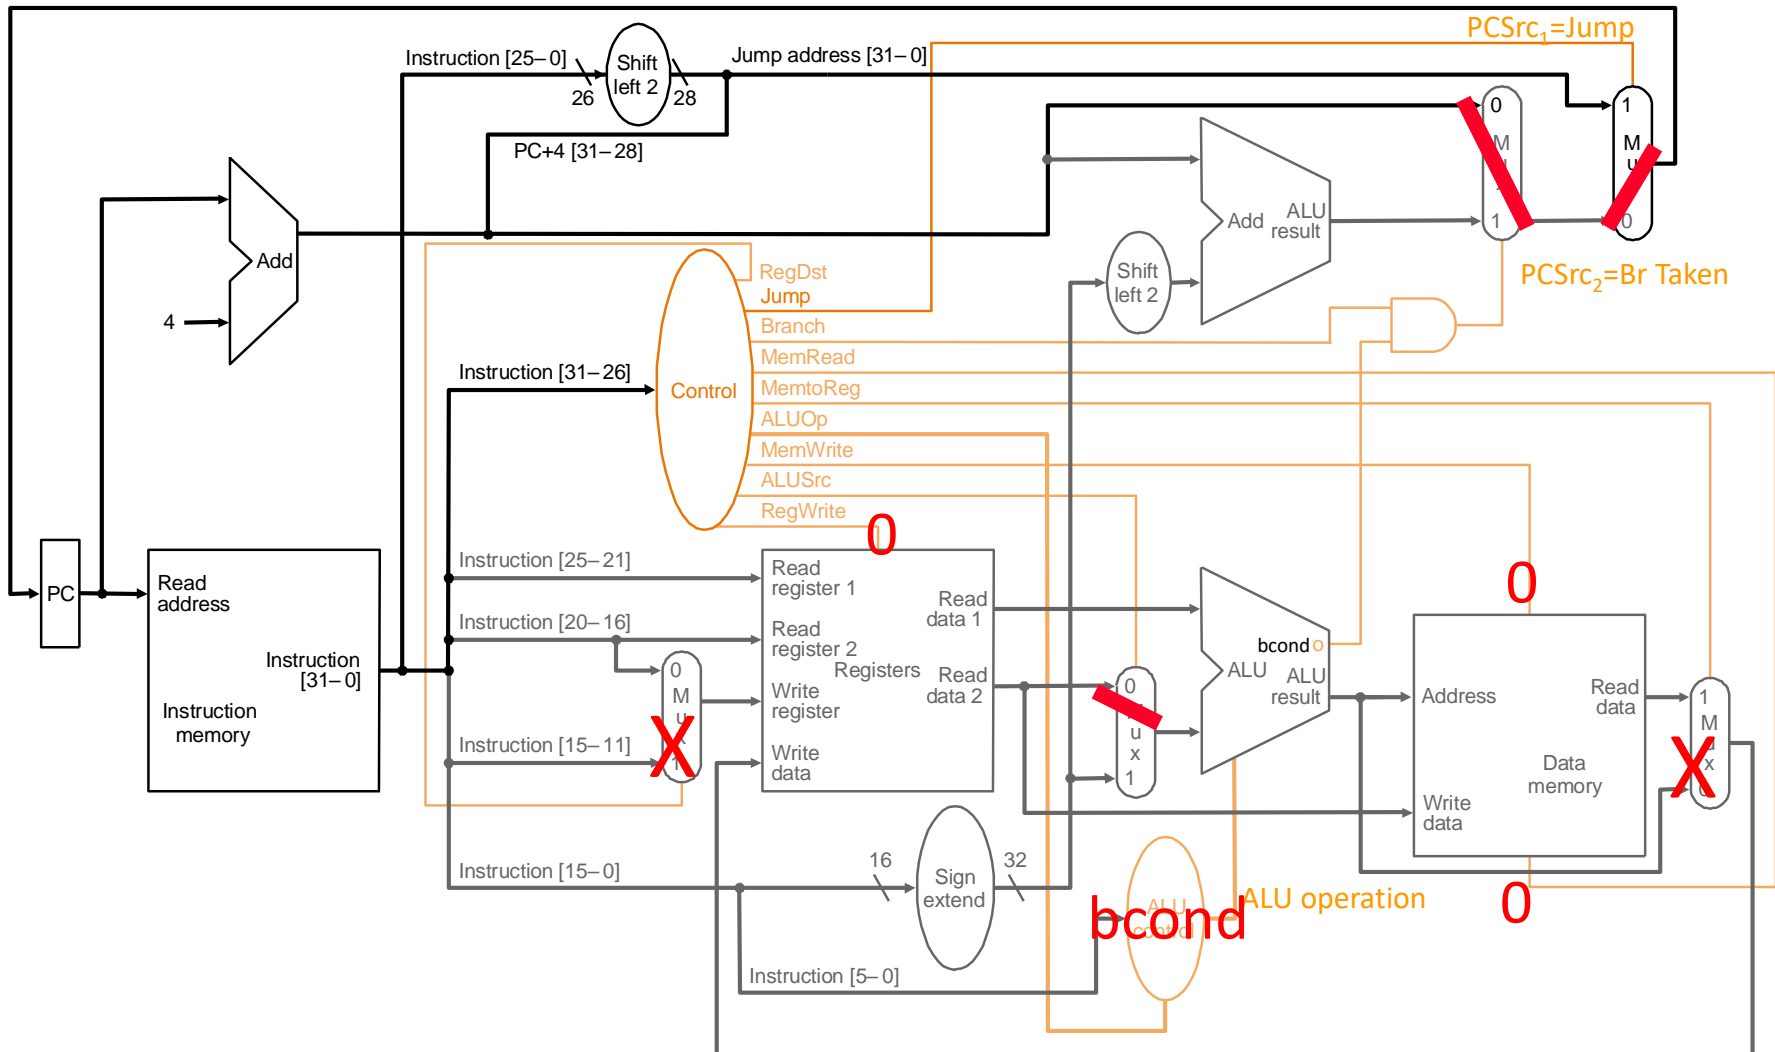 PCSrc1=Jump
Instruction [25–0]
Shift
left 2
Jump address [31–0]
26
28
0
M
1
1
M
u
0
PC+4 [31–28]
Add
ALU
result
Add
Shift
left 2
PCSrc2=Br Taken
4
RegDst
Jump
Branch
MemRead
MemtoReg
ALUOp
MemWrite
ALUSrc
RegWrite
Instruction [31–26]
Control
0
PC
Read
address
Instruction
[31–0]
Instruction
memory
Instruction [25–21]
Instruction [20–16]
Instruction [15–11]
Instruction [15–0]
Instruction [5–0]
0
M
u
1
X
Read
register 1
Read
register 2
Write
register
Write
data
Registers
Read
data 1
Read
data 2
0
u
x
1
bcond
ALU
ALU
result
0
Address
Write
data
Read
data
Data
memory
0
1
M
u
x
0
X
16
Sign
extend
32
ALU
control
bcond
ALU operation